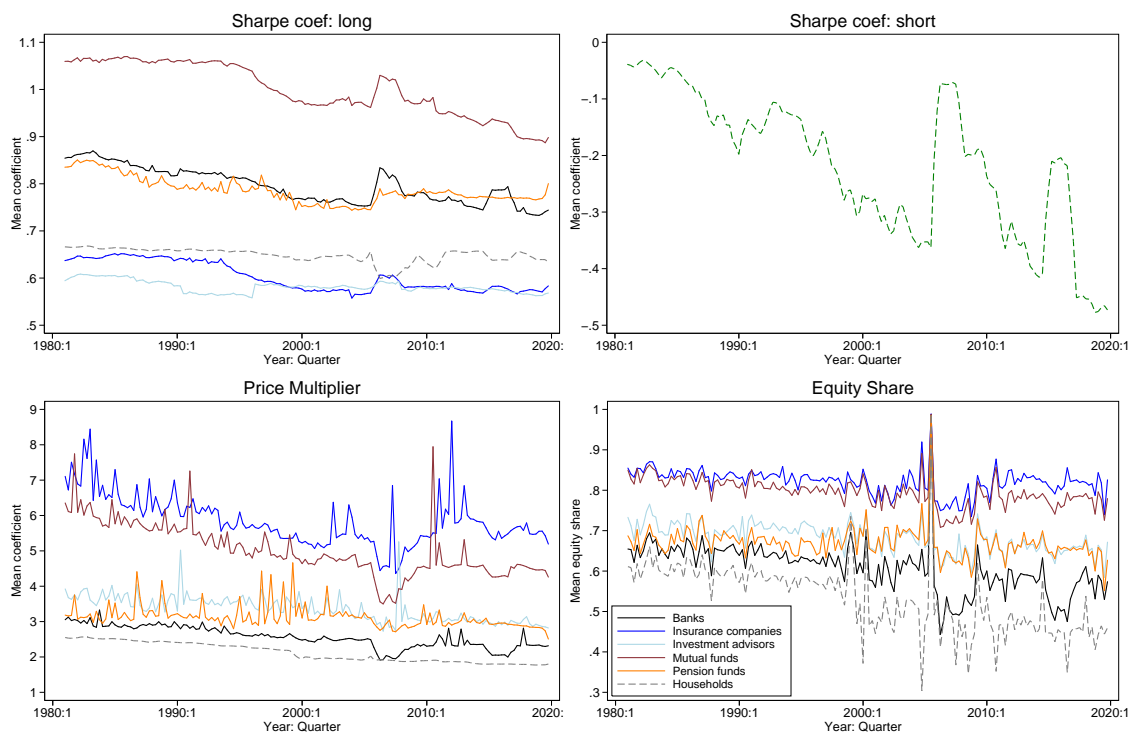 Sharpe coef: long
Mean coefficient
1.1
1
.9
.8
.7
.6
.5
1980:1
1990:1
2000:1
2010:1
2020:
Year: Quarter
Sharpe coef: short
Mean coefficient
0
−.1
−.2
−.3
−.4
−.5
1980:1
1990:1
2000:1
2010:1
2020:1
Year: Quarter
Price Multiplier
Mean coefficient
9
8
7
6
5
4
3
2
1
1980:1
1990:1
2000:1
2010:1
2020:
Year: Quarter
Equity Share
Mean equity share
1
.9
.8
.7
.6
.5
.4
.3
Banks
Insurance companies
Investment advisors
Mutual funds
Pension funds
Households
1980:1
1990:1
2000:1
2010:1
2020:1
Year: Quarter